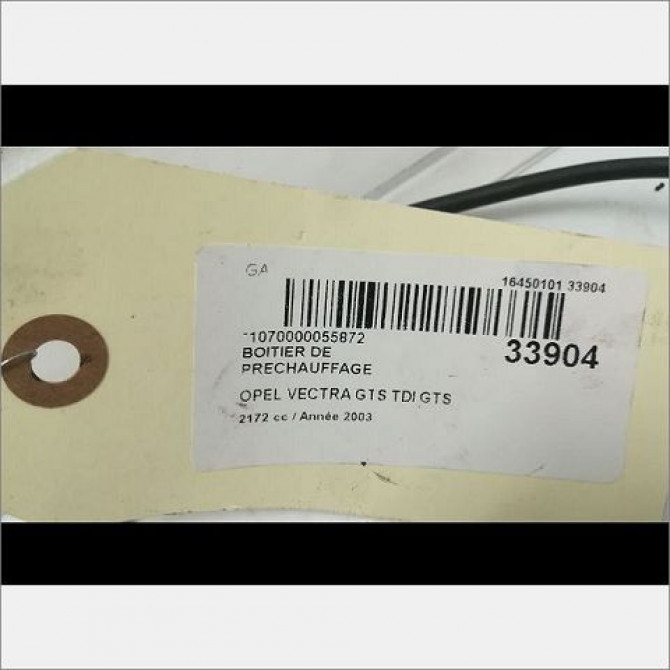 GA
16450101 33904
-1070000055872
33904
BOITIER DE
PRECHAUFFAGE
OPEL VECTRA GTS TDI GTS
2172 cc / Année 2003